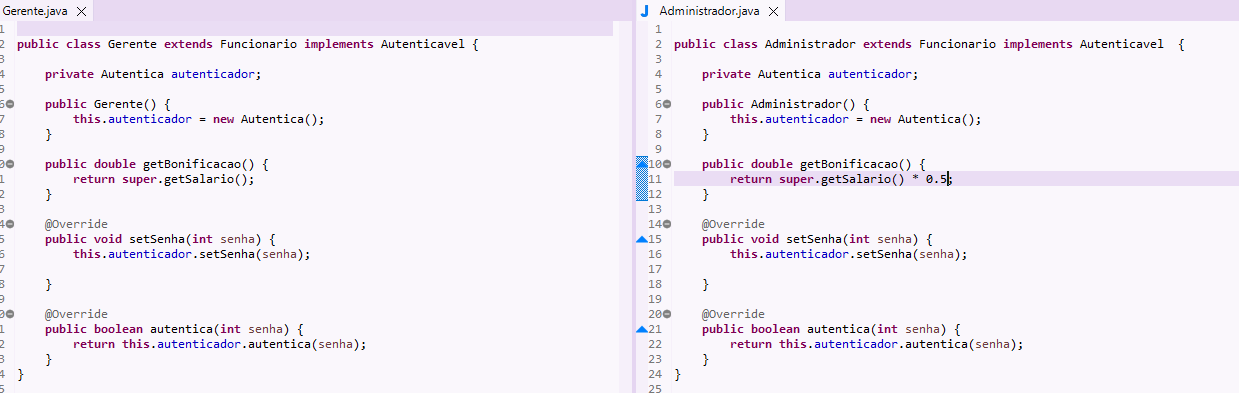 Gerente.java
1
2 public class Gerente extends Funcionario implements Autenticavel {
3
4     private Autentica autenticador;
5
6     public Gerente() {
7         this.autenticador = new Autentica();
8     }
9
0     public double getBonificacao() {
1         return super.getSalario();
2     }
3
4     @Override
5     public void setSenha(int senha) {
6         this.autenticador.setSenha(senha);
7
8     }
9
0     @Override
1     public boolean autentica(int senha) {
2         return this.autenticador.autentica(senha);
3     }
4 }
5
J Administrador.java
1
2 public class Administrador extends Funcionario implements Autenticavel  {
3
4     private Autentica autenticador;
5
6     public Administrador() {
7         this.autenticador = new Autentica();
8     }
9
10     public double getBonificacao() {
11         return super.getSalario() * 0.5;
12     }
13
14     @Override
15     public void setSenha(int senha) {
16         this.autenticador.setSenha(senha);
17
18     }
19
20     @Override
21     public boolean autentica(int senha) {
22         return this.autenticador.autentica(senha);
23     }
24 }
25